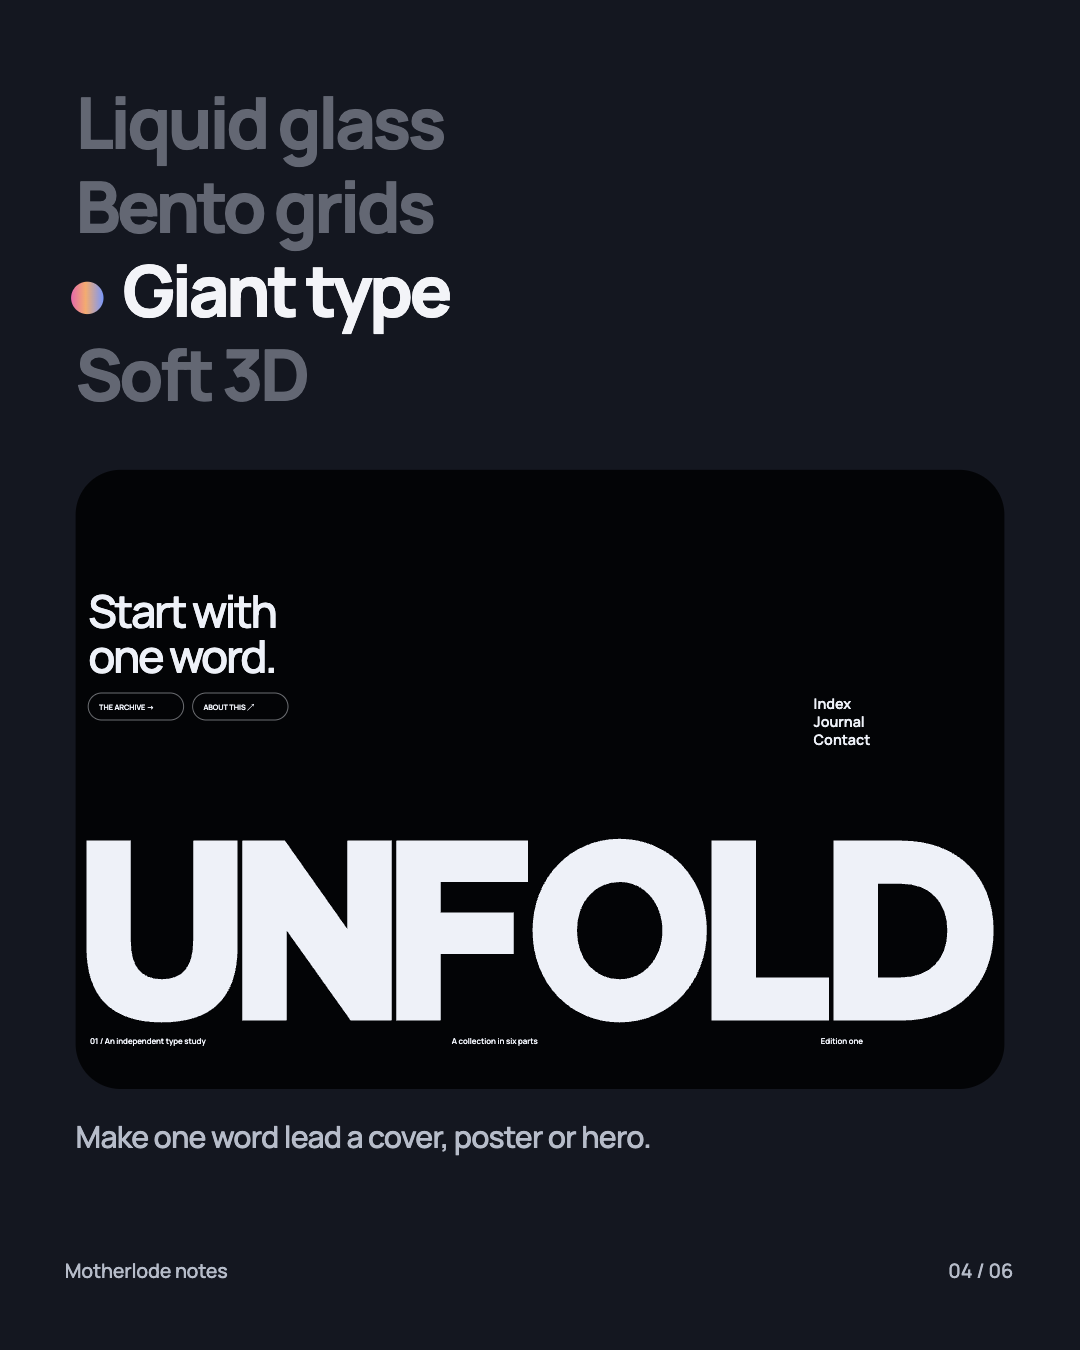 Liquid glass
Bento grids
Giant type
Soft 3D
Start with
one word.
THE ARCHIVE →
ABOUT THIS ↗
Index
Journal
Contact
UNFOLD
01 / An independent type study
A collection in six parts
Edition one
Make one word lead a cover, poster or hero.
Motherlode notes
04 / 06